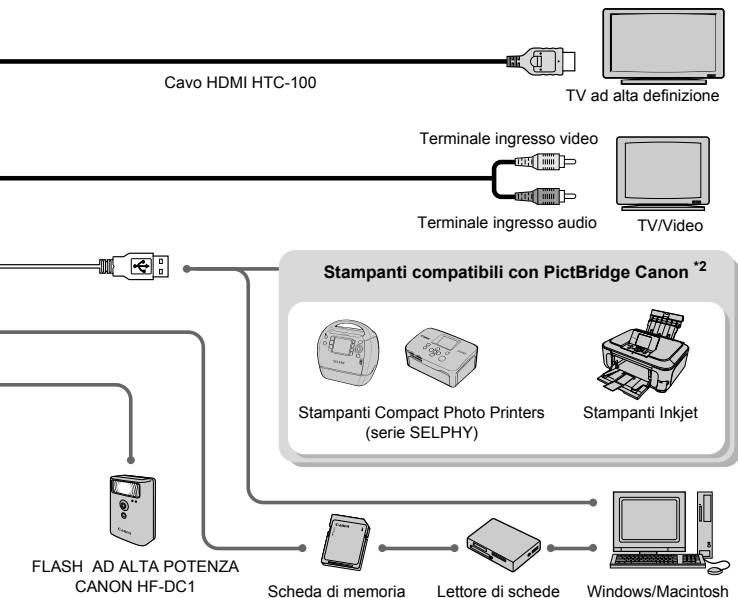 Cavo HDMI HTC-100
TV ad alta definizione
Terminale ingresso video
Terminale ingresso audio
TV/Video
Stampanti compatibili con PictBridge Canon *2
Stampanti Compact Photo Printers
(serie SELPHY)
Stampanti Inkjet
FLASH AD ALTA POTENZA
CANON HF-DC1
Scheda di memoria
Lettore di schede
Windows/Macintosh